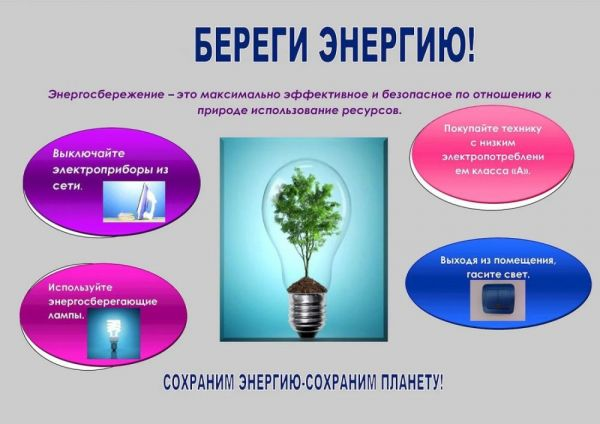 БЕРЕГИ ЭНЕРГИЮ!
Энергосбережение – это максимально эффективное и безопасное по отношению к
природе использование ресурсов.
Выключайте
электроприборы из
сети.
Покупайте технику
с низким
электропотреблени
ем класса «А».
Используйте
энергосберегающие
лампы.
Выходя из помещения,
гасите свет.
СОХРАНИМ ЭНЕРГИЮ-СОХРАНИМ ПЛАНЕТУ!